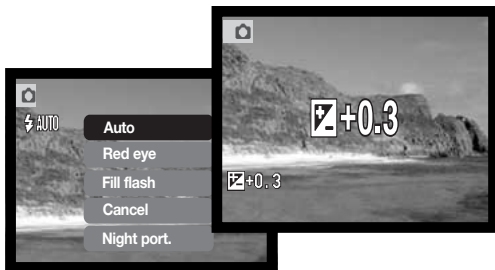 AUTO
Auto
Red eye
Fill flash
Cancel
Night port.
+0.3
+0.3